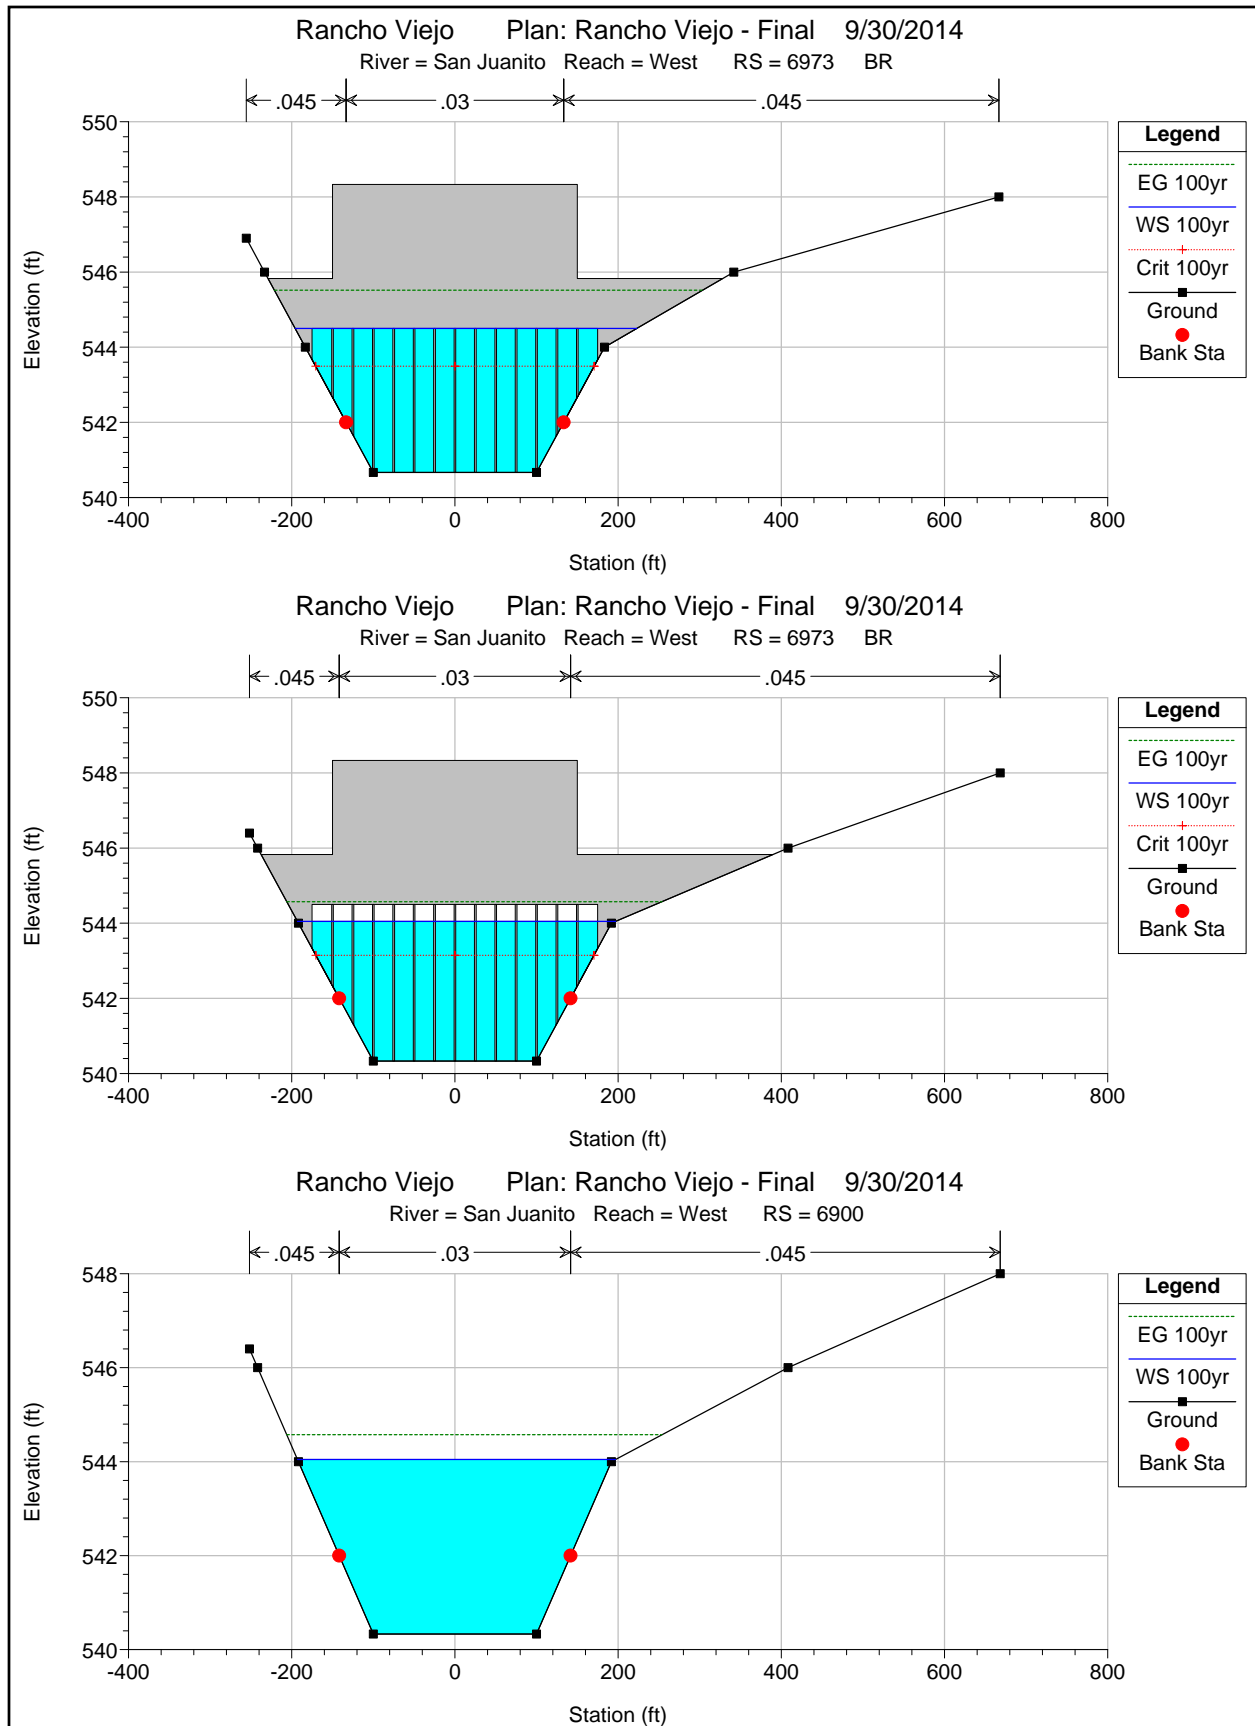 Rancho Viejo Plan: Rancho Viejo - Final 9/30/2014
River = San Juanito Reach = West RS = 6973 BR
.045 .03 .045
550
548
546
544
542
540
Elevation (ft)
-400 -200 0 200 400 600 800
Station (ft)
Legend
EG 100yr
WS 100yr
Crit 100yr
Ground
Bank Sta
Rancho Viejo Plan: Rancho Viejo - Final 9/30/2014
River = San Juanito Reach = West RS = 6973 BR
.045 .03 .045
550
548
546
544
542
540
Elevation (ft)
-400 -200 0 200 400 600 800
Station (ft)
Legend
EG 100yr
WS 100yr
Crit 100yr
Ground
Bank Sta
Rancho Viejo Plan: Rancho Viejo - Final 9/30/2014
River = San Juanito Reach = West RS = 6900
.045 .03 .045
548
546
544
542
540
Elevation (ft)
-400 -200 0 200 400 600 800
Station (ft)
Legend
EG 100yr
WS 100yr
Ground
Bank Sta